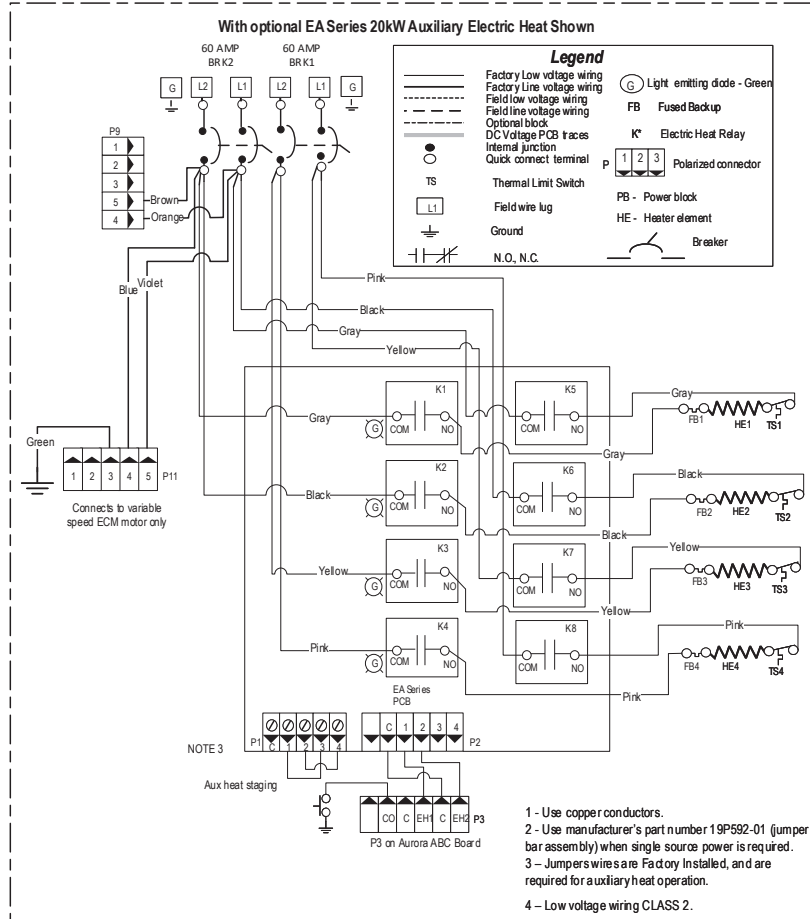 With optional EA Series 20kW Auxiliary Electric Heat Shown
60 AMP
BRK2
60 AMP
BRK1
G
L2
L1
L2
L1
G
Legend
Factory Low voltage wiring
Factory Line voltage wiring
Field low voltage wiring
Field line voltage wiring
Optional block
DC Voltage PCB traces
Internal junction
Quick connect terminal
TS Thermal Limit Switch
L1 Field wire lug
Ground
N.O., N.C.
G Light emitting diode - Green
FB Fused Backup
K* Electric Heat Relay
P 1 2 3 Polarized connector
PB - Power block
HE - Heater element
Breaker
P9
1
2
3
5
4
Brown
Orange
Blue
Violet
Pink
Black
Gray
Yellow
Green
1 2 3 4 5 P11
Connects to variable
speed ECM motor only
Gray
G
K1
COM
NO
K5
COM
NO
Gray
Gray
FB1
HE1
TS1
Black
G
K2
COM
NO
K6
COM
NO
Black
Black
FB2
HE2
TS2
Yellow
G
K3
COM
NO
K7
COM
NO
Yellow
Yellow
FB3
HE3
TS3
Pink
G
K4
COM
NO
K8
COM
NO
Pink
Pink
FB4
HE4
TS4
EA Series
PCB
NOTE 3
P1
C 1 2 3 4
C 1 2 3 4
P2
Aux heat staging
CO C EH1 C EH2 P3
P3 on Aurora ABC Board
1 - Use copper conductors.
2 - Use manufacturer's part number 19P592-01 (jumper
bar assembly) when single source power is required.
3 – Jumpers wires are Factory Installed, and are
required for auxiliary heat operation.
4 – Low voltage wiring CLASS 2.